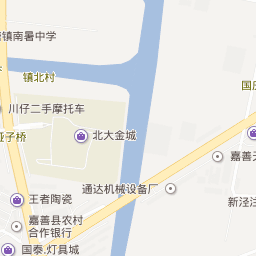 镇南暑中学
镇北村
国庆
川仔二手摩托车
子桥
北大金城
嘉善
通达机械设备厂
王者陶瓷
新泾
嘉善县农村
合作银行
国泰.灯具城